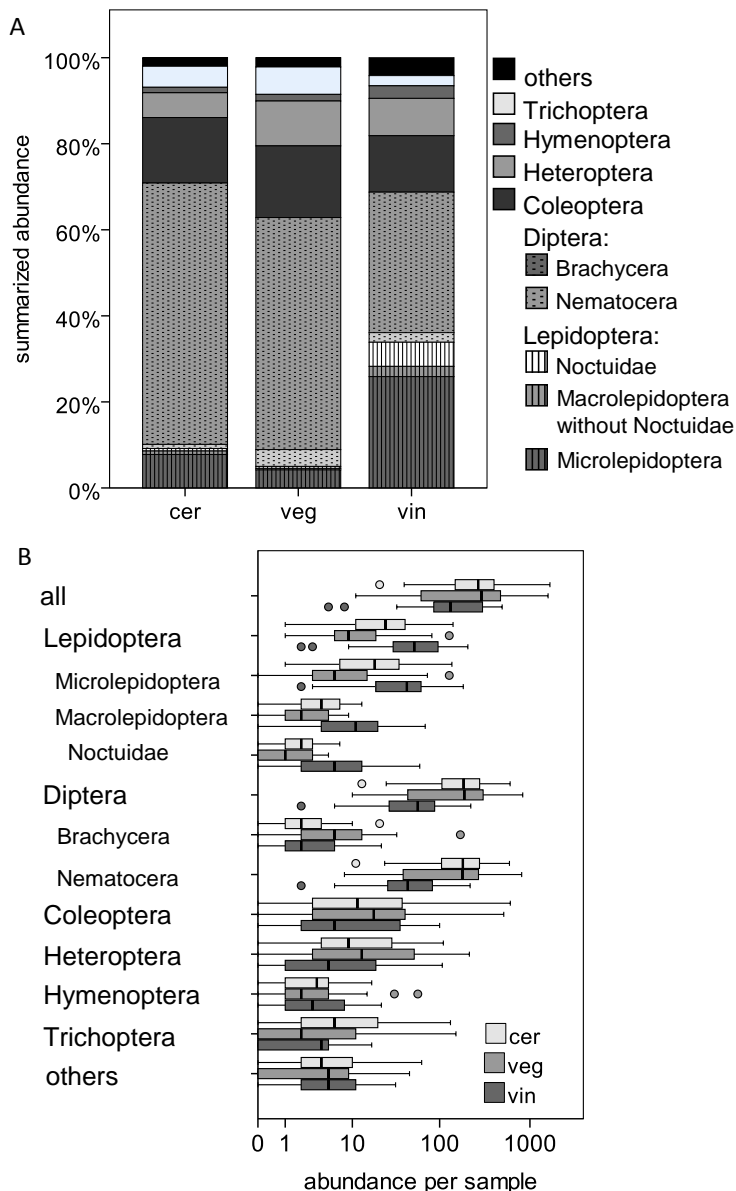 A
100%
80%
60%
40%
20%
0%
summarized abundance
cer
veg
vin
others
Trichoptera
Hymenoptera
Heteroptera
Coleoptera
Diptera:
Brachycera
Nematocera
Lepidoptera:
Noctuidae
Macrolepidoptera
without Noctuidae
Microlepidoptera
B
all
Lepidoptera
Microlepidoptera
Macrolepidoptera
Noctuidae
Diptera
Brachycera
Nematocera
Coleoptera
Heteroptera
Hymenoptera
Trichoptera
others
cer
veg
vin
0 1 10 100 1000
abundance per sample